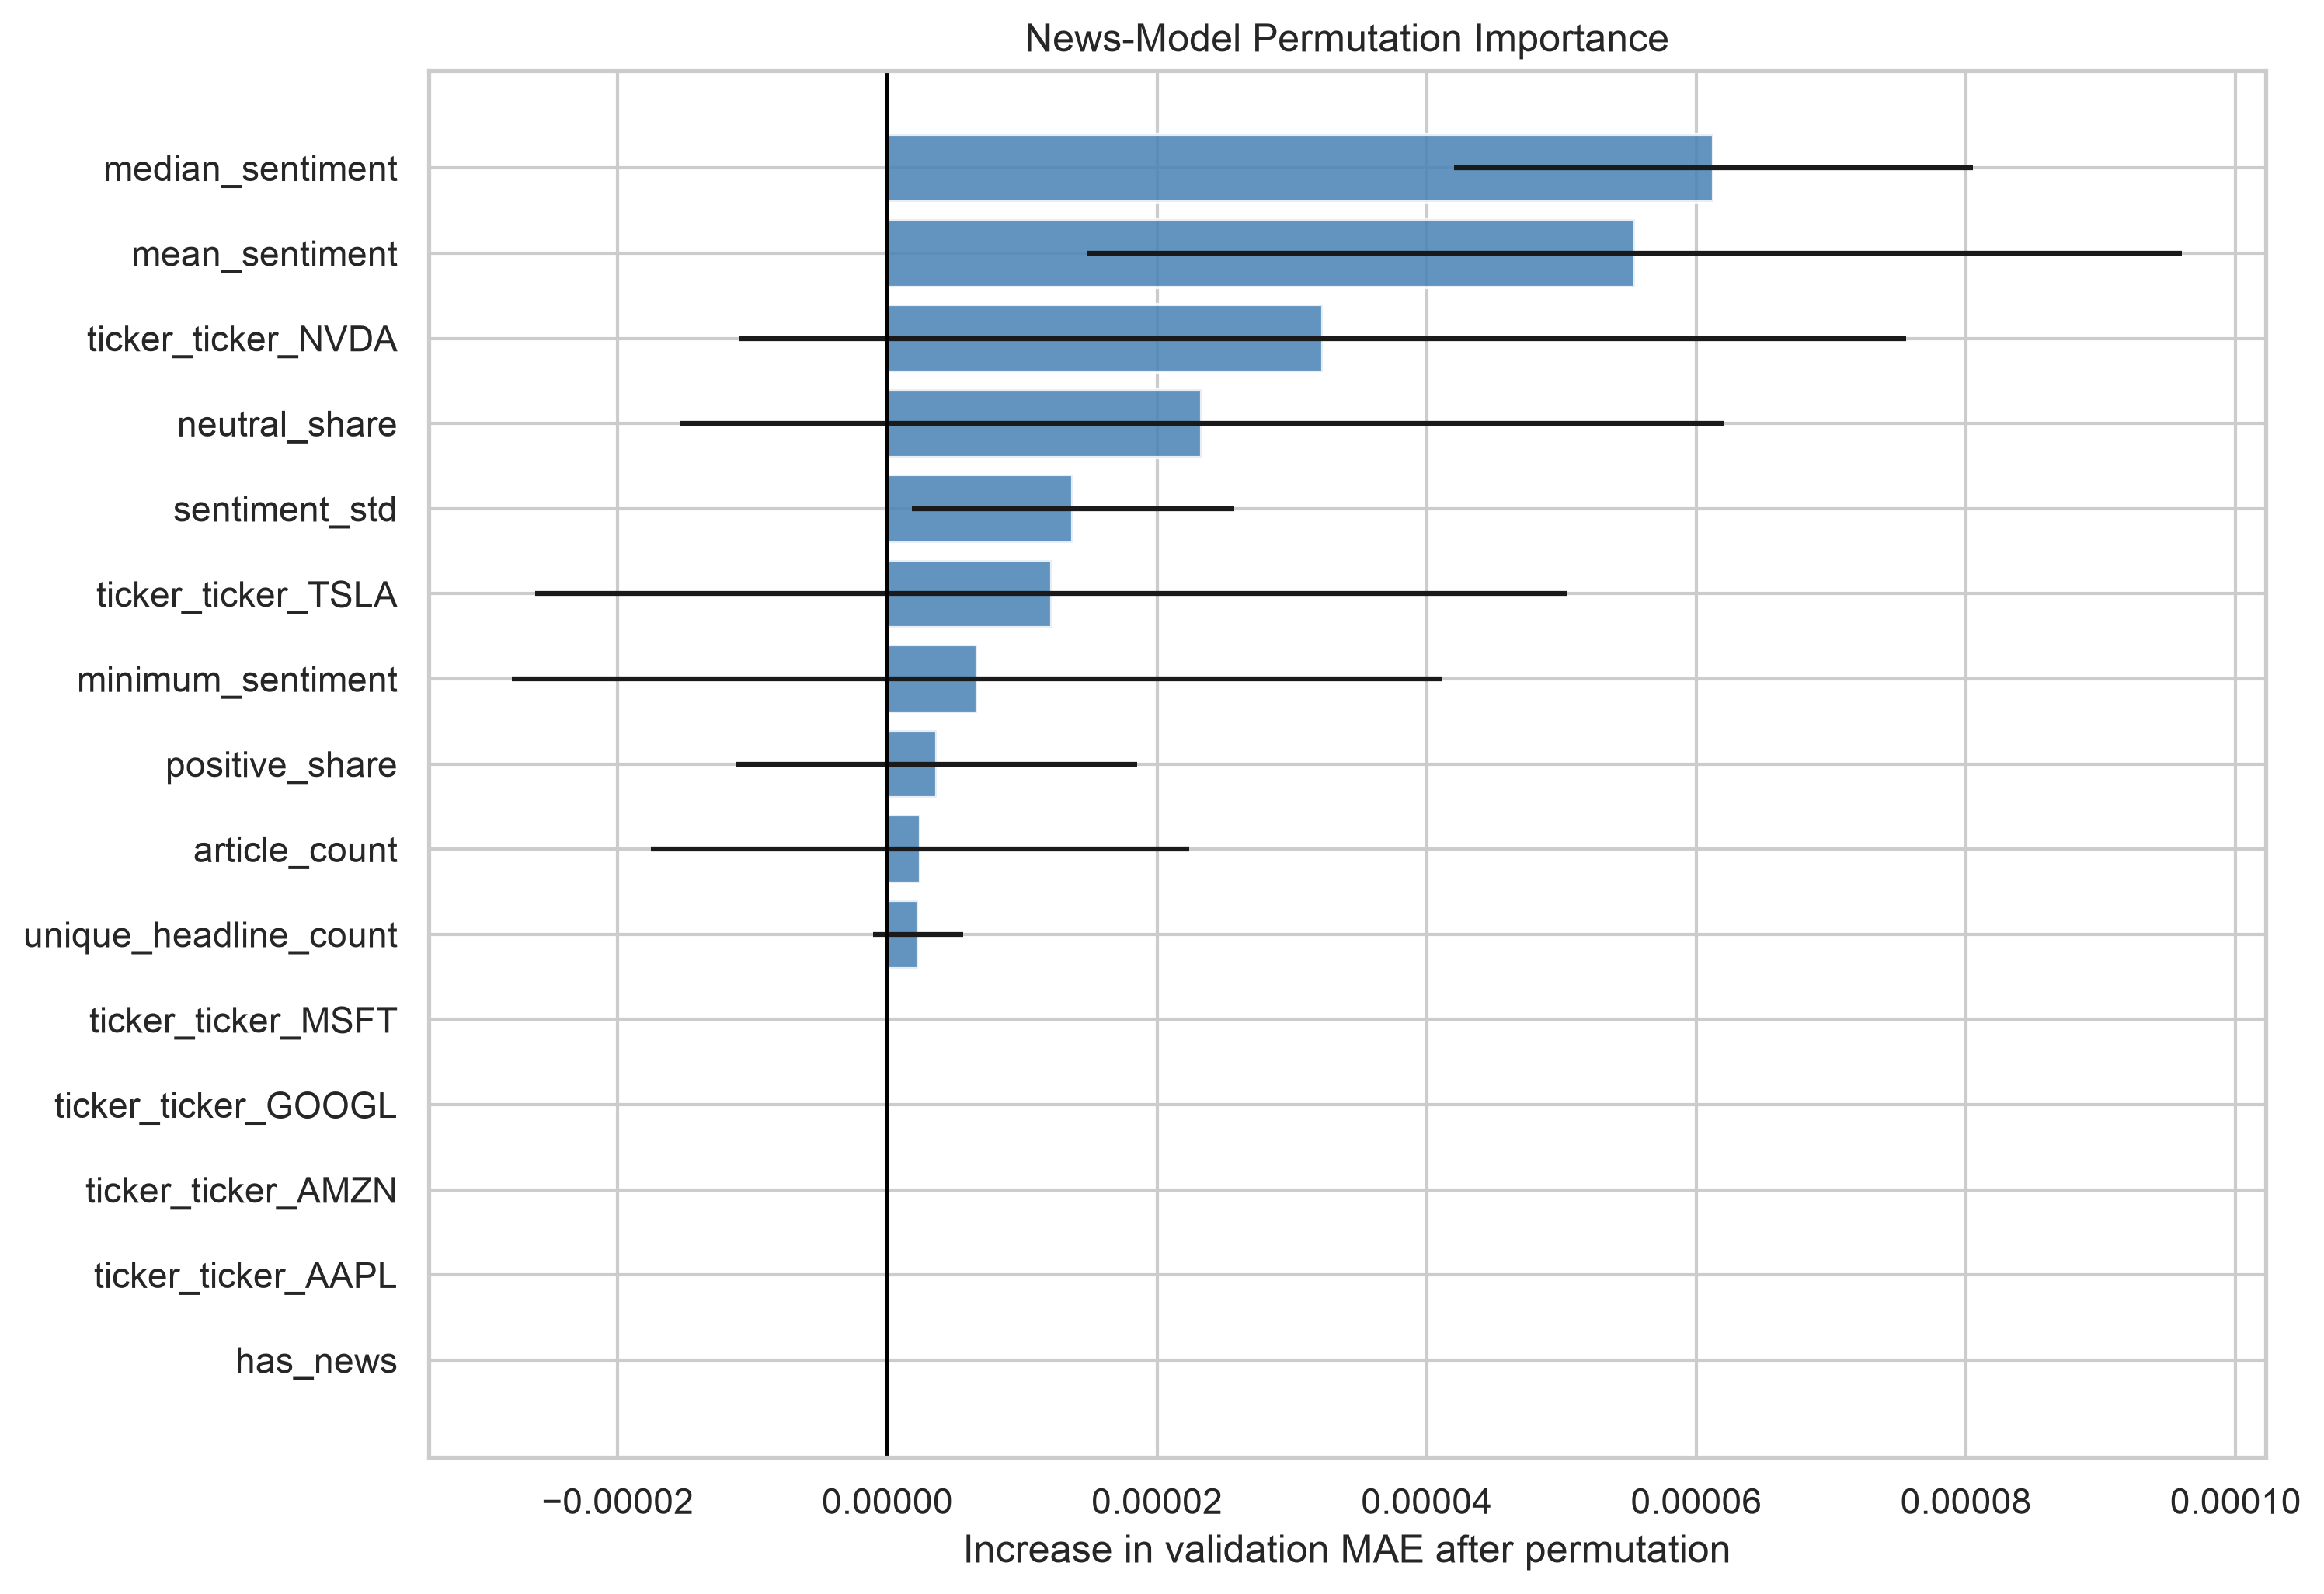 News-Model Permutation Importance
median_sentiment
mean_sentiment
ticker_ticker_NVDA
neutral_share
sentiment_std
ticker_ticker_TSLA
minimum_sentiment
positive_share
article_count
unique_headline_count
ticker_ticker_MSFT
ticker_ticker_GOOGL
ticker_ticker_AMZN
ticker_ticker_AAPL
has_news
−0.00002 0.00000 0.00002 0.00004 0.00006 0.00008 0.00010
Increase in validation MAE after permutation